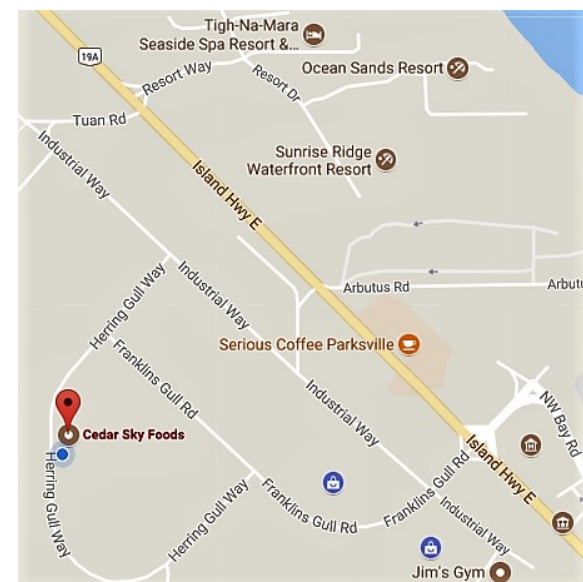 Tigh-Na-Mara
Seaside Spa Resort &...
19A
Resort Way
Resort Dr
Ocean Sands Resort
Tuan Rd
Industrial Way
Sunrise Ridge
Waterfront Resort
Island Hwy E
Herring Gull Way
Industrial Way
Arbutus Rd
Arbutu
Serious Coffee Parksville
Franklins Gull Rd
Industrial Way
NW Bay Rd
Cedar Sky Foods
Island Hwy E
Herring Gull Way
Herring Gull Way
Franklins Gull Rd
Franklins Gull Rd
Industrial Way
Jim's Gym